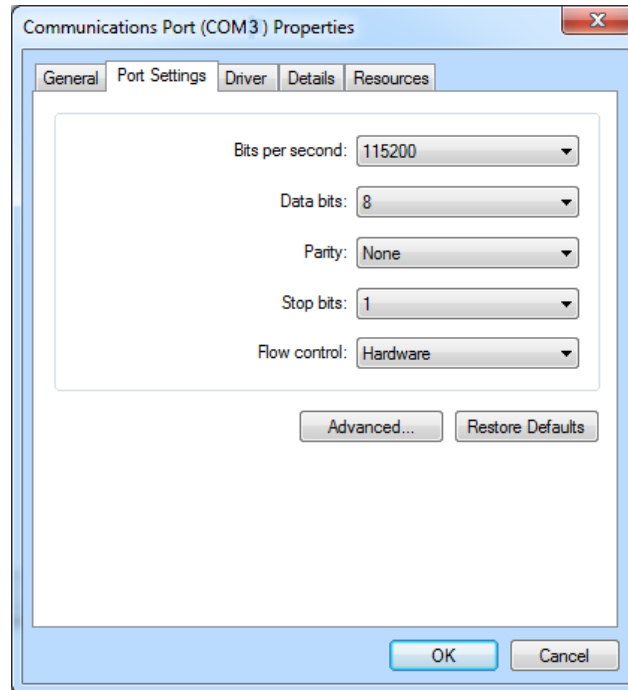 Communications Port (COM3 ) Properties
General Port Settings Driver Details Resources
Bits per second: 115200
Data bits: 8
Parity: None
Stop bits: 1
Flow control: Hardware
Advanced... Restore Defaults
OK Cancel